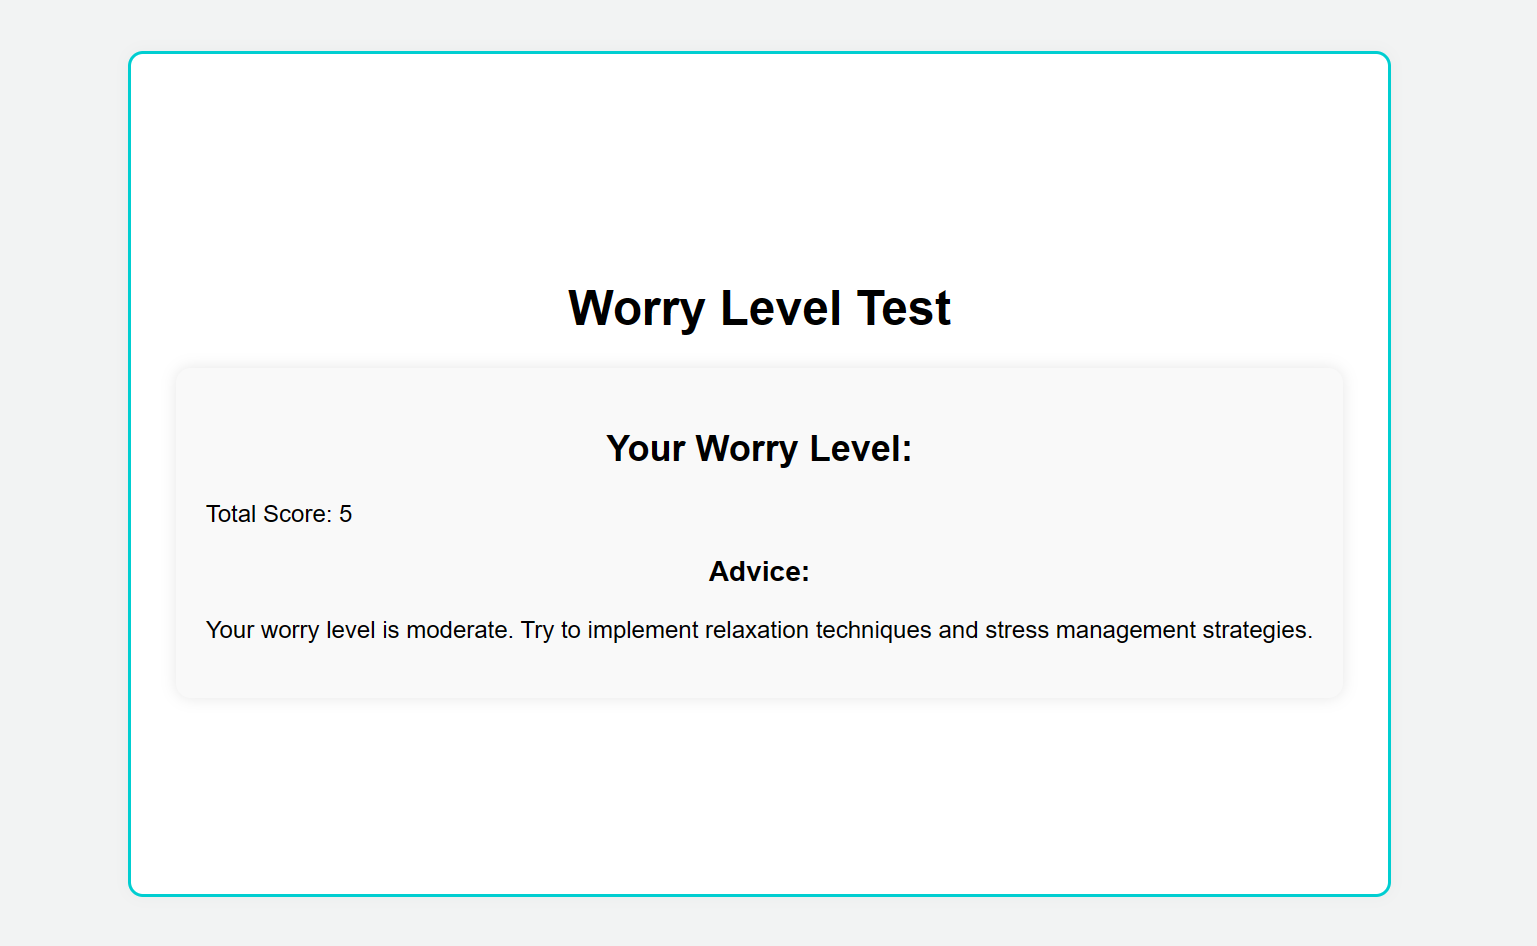 Worry Level Test
Your Worry Level:
Total Score: 5
Advice:
Your worry level is moderate. Try to implement relaxation techniques and stress management strategies.